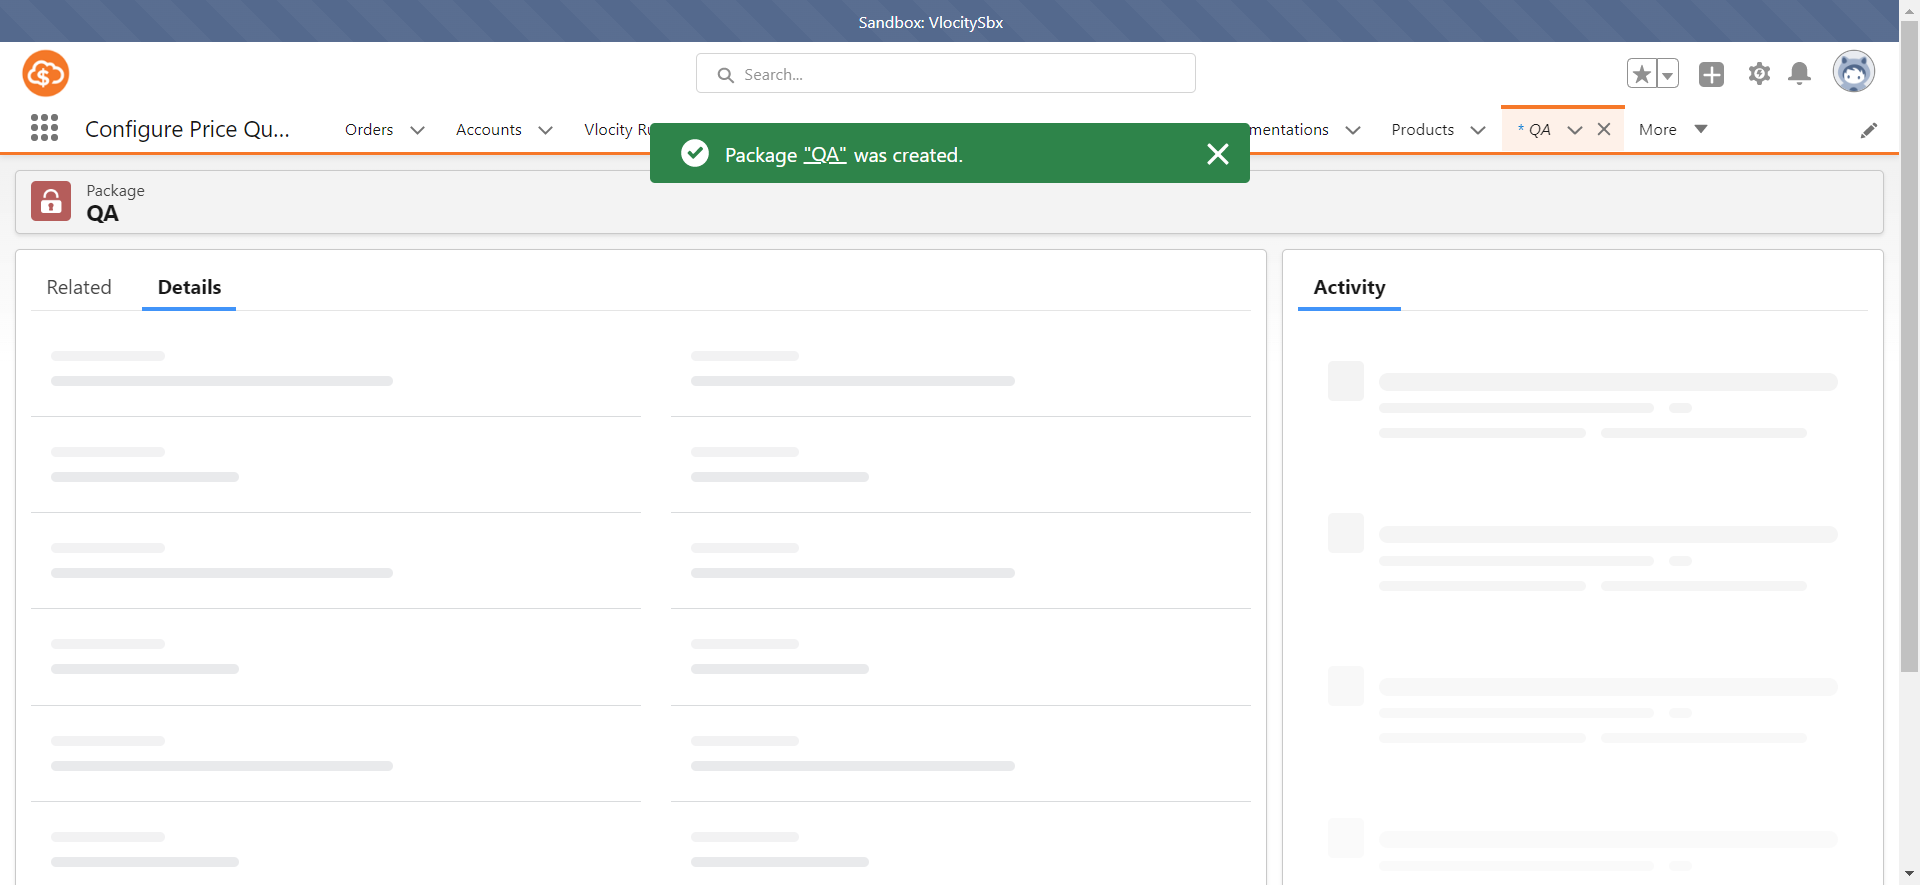 Sandbox: VlocitySbx
Search...
Configure Price Qu...
Orders
Accounts
Vlocity Ru
mentations
Products
* QA
More
Package "QA" was created.
Package
QA
Related
Details
Activity